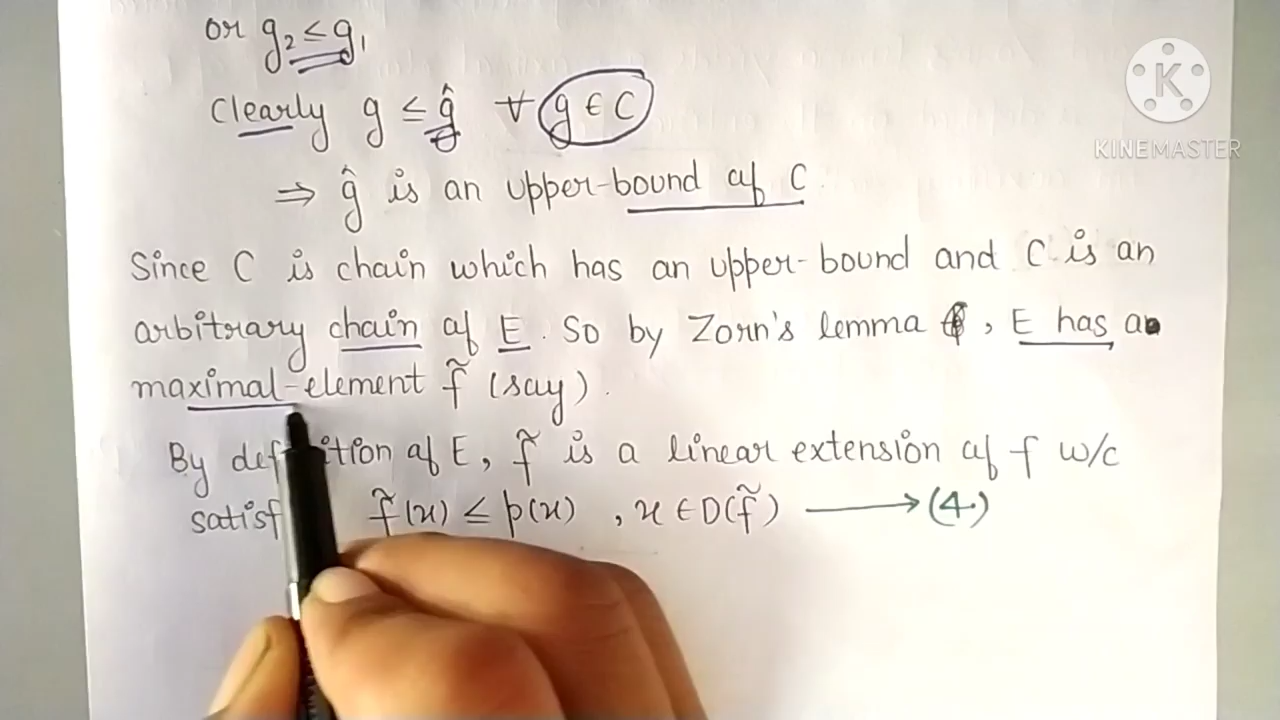 or g₂ ≤ g₁
Clearly g ≤ ĝ ∀ g ∈ C
⇒ ĝ is an upper-bound of C
Since C is chain which has an upper-bound and C is an
arbitrary chain of E. So by Zorn's lemma , E has a
maximal-element f̃ (say).
By definition of E, f̃ is a linear extension of f w/c
satisf f̃(x) ≤ p(x) , x ∈ D(f̃) ⟶ (4.)
K
KINEMASTER